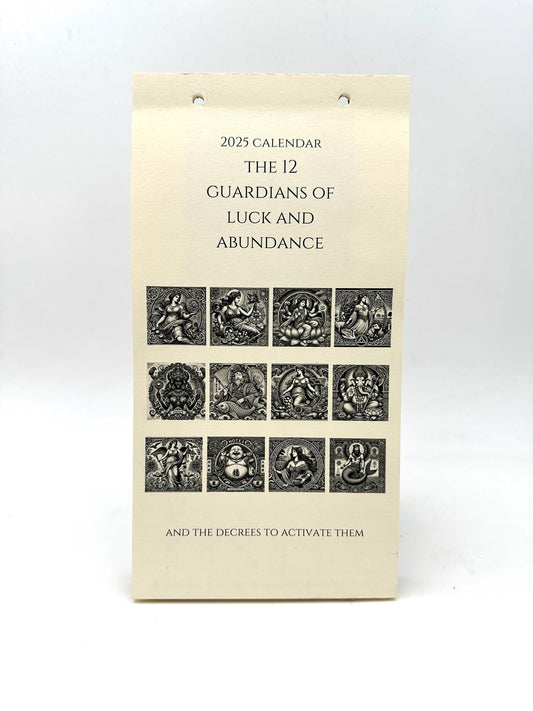 2025 CALENDAR
THE 12
GUARDIANS OF
LUCK AND
ABUNDANCE
AND THE DECREES TO ACTIVATE THEM